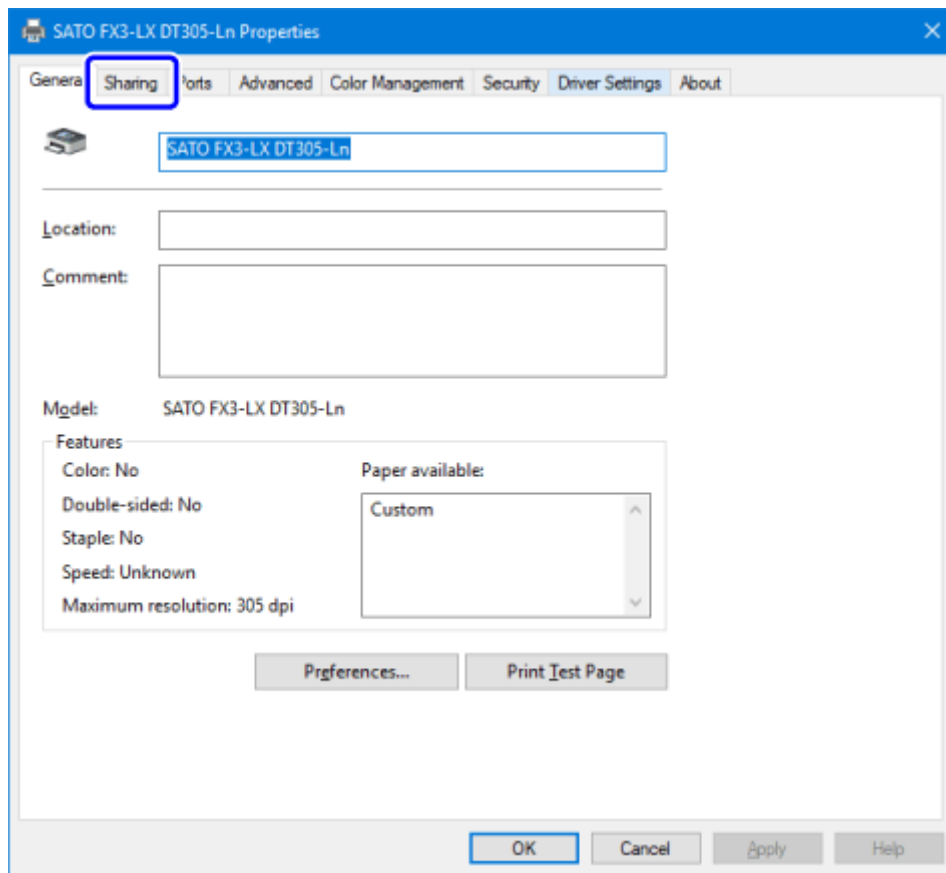 SATO FX3-LX DT305-Ln Properties
Genera Sharing Ports Advanced Color Management Security Driver Settings About
SATO FX3-LX DT305-Ln
Location:
Comment:
Model: SATO FX3-LX DT305-Ln
Features
Color: No
Paper available:
Double-sided: No
Custom
Staple: No
Speed: Unknown
Maximum resolution: 305 dpi
Preferences... Print Test Page
OK Cancel Apply Help